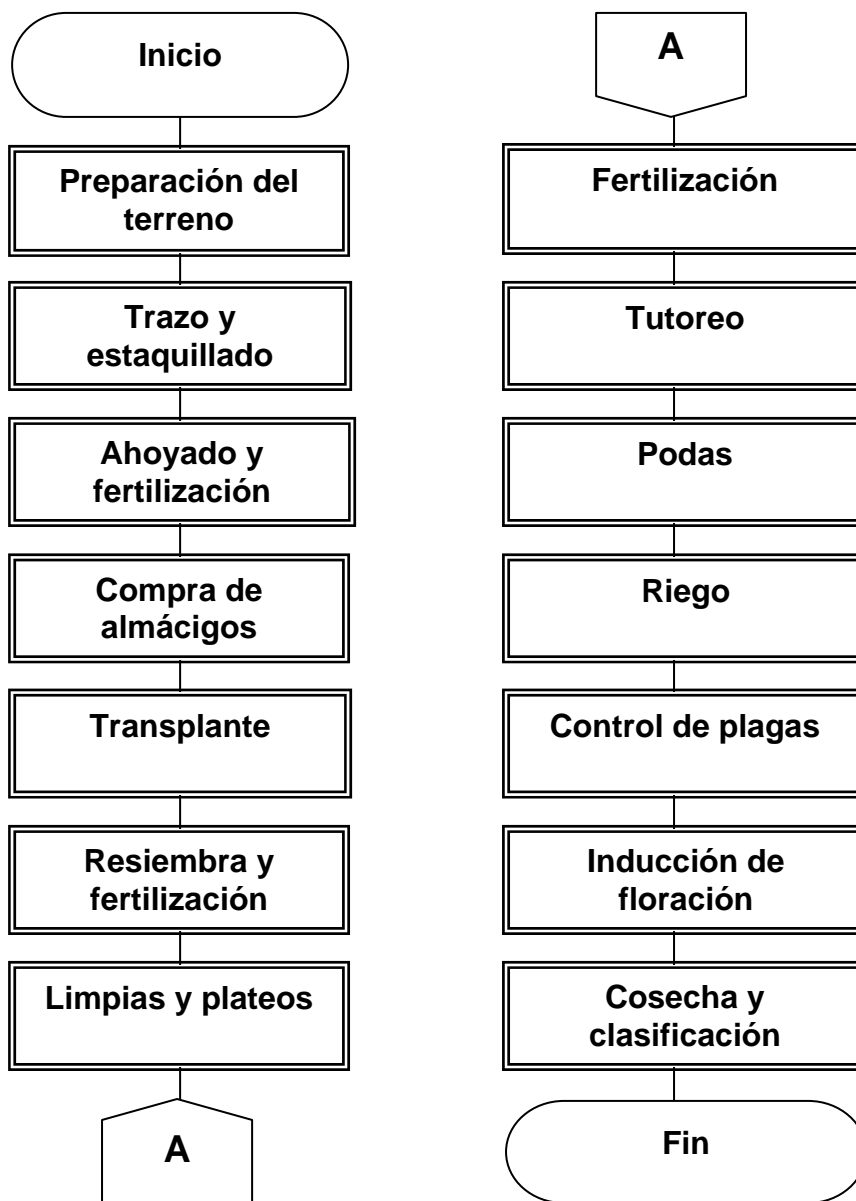 Inicio
Preparación del
terreno
Trazo y
estaquillado
Ahoyado y
fertilización
Compra de
almácigos
Transplante
Resiembra y
fertilización
Limpias y plateos
A
A
Fertilización
Tutoreo
Podas
Riego
Control de plagas
Inducción de
floración
Cosecha y
clasificación
Fin